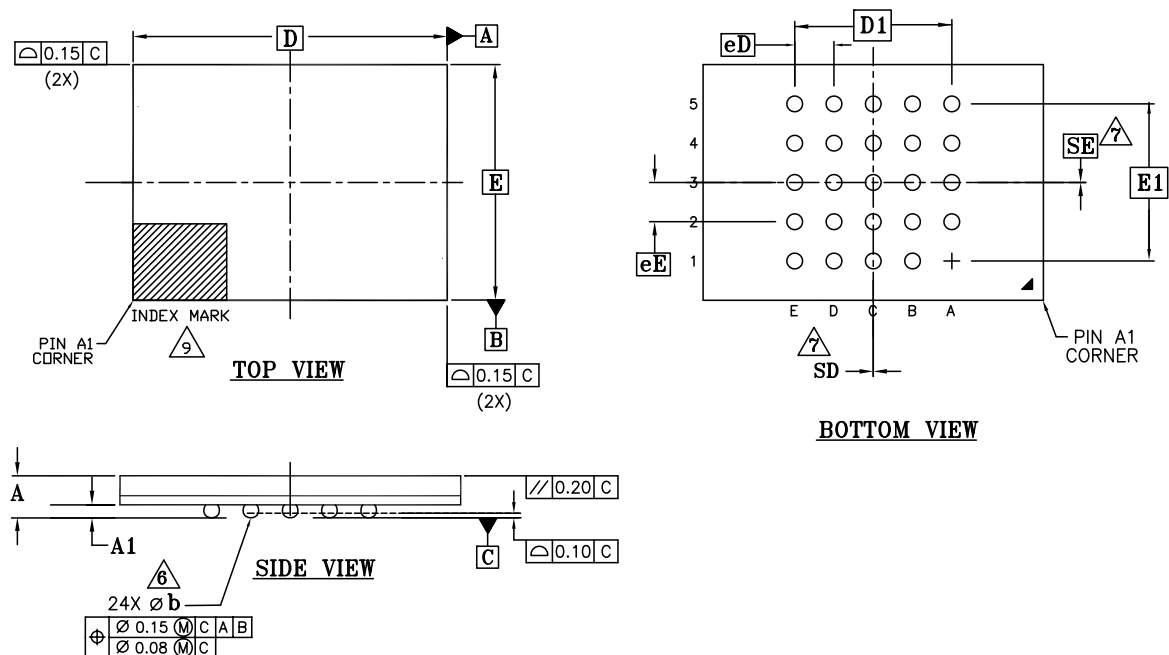 D
A
⌓ 0.15 C
(2X)
E
INDEX MARK
9
PIN A1
CORNER
B
TOP VIEW
⌓ 0.15 C
(2X)
D1
eD
5
4
3
2
1
7
SE
E1
eE
E D C B A
7
SD
PIN A1
CORNER
BOTTOM VIEW
A
// 0.20 C
A1
C
⌓ 0.10 C
SIDE VIEW
6
24X ⌀ b
⌖ ⌀ 0.15 Ⓜ C A B
⌀ 0.08 Ⓜ C